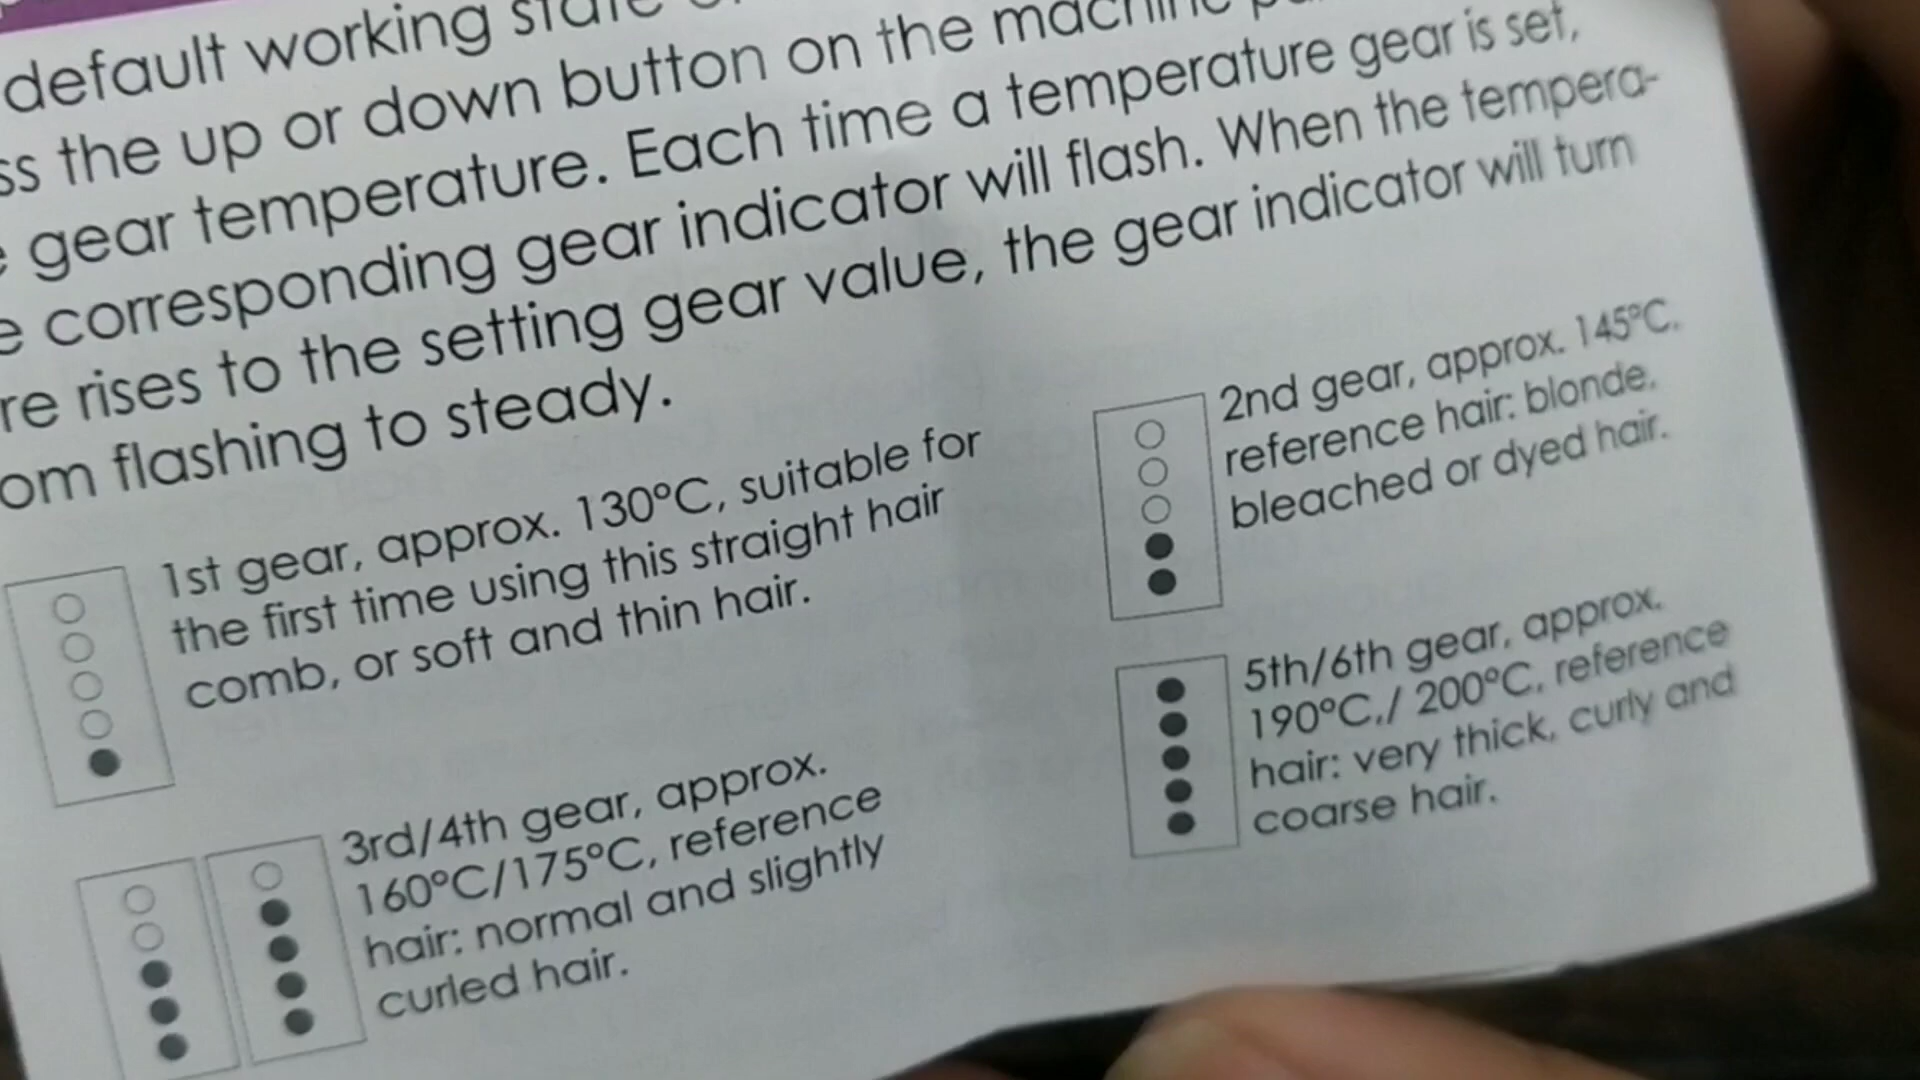 default working state
the up or down button on the machine
gear temperature. Each time a temperature gear is set,
corresponding gear indicator will flash. When the tempera-
re rises to the setting gear value, the gear indicator will turn
om flashing to steady.
1st gear, approx. 130°C, suitable for
the first time using this straight hair
comb, or soft and thin hair.
2nd gear, approx. 145°C,
reference hair: blonde,
bleached or dyed hair.
3rd/4th gear, approx.
160°C/175°C, reference
hair: normal and slightly
curled hair.
5th/6th gear, approx.
190°C,/ 200°C, reference
hair: very thick, curly and
coarse hair.